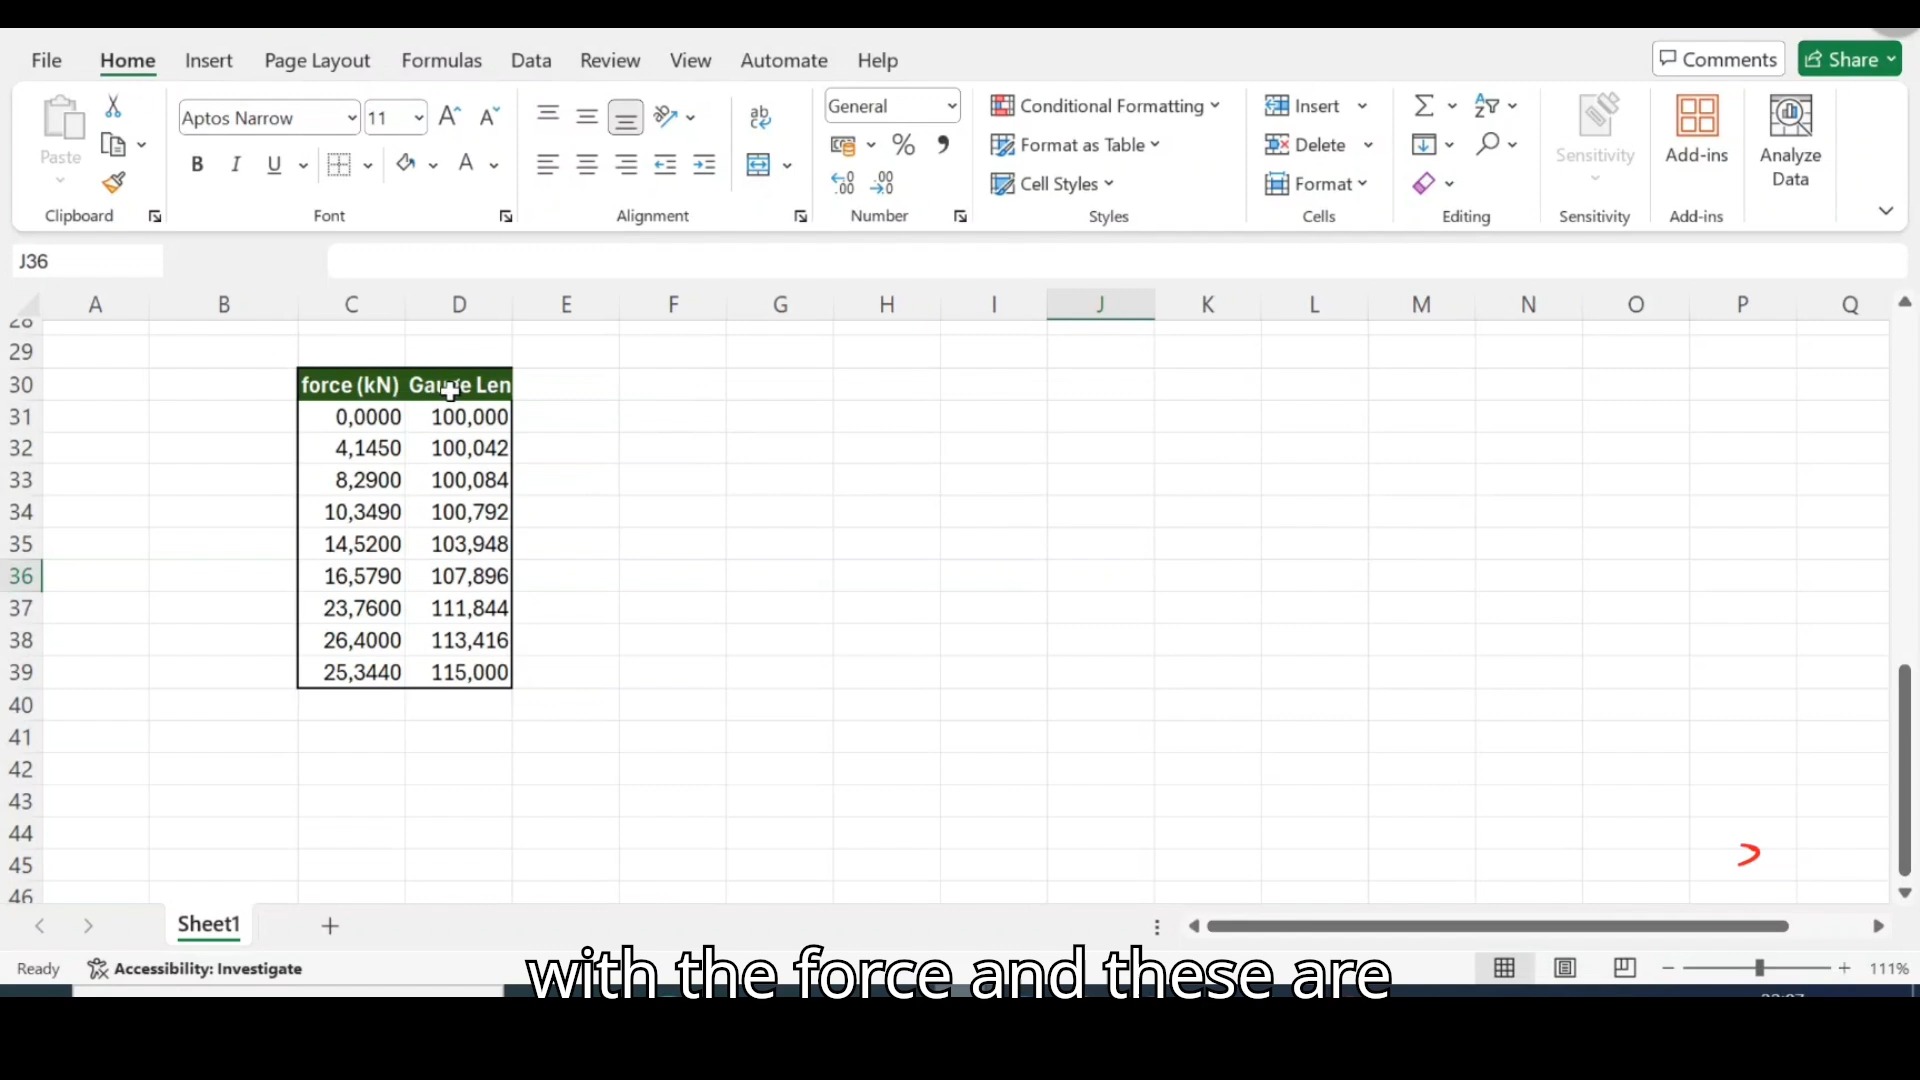 File Home Insert Page Layout Formulas Data Review View Automate Help Comments Share
Paste
Clipboard
Aptos Narrow 11
B I U A
Font
ab
Alignment
General
% 9
Number
Conditional Formatting
Format as Table
Cell Styles
Styles
Insert
Delete
Format
Cells
Editing
Sensitivity
Sensitivity
Add-ins
Add-ins
Analyze
Data
J36
A B C D E F G H I J K L M N O P Q
28
29
30 force (kN) Gauge Len
31 0,0000 100,000
32 4,1450 100,042
33 8,2900 100,084
34 10,3490 100,792
35 14,5200 103,948
36 16,5790 107,896
37 23,7600 111,844
38 26,4000 113,416
39 25,3440 115,000
40
41
42
43
44
45
46
Sheet1
Ready Accessibility: Investigate 111%
with the force and these are